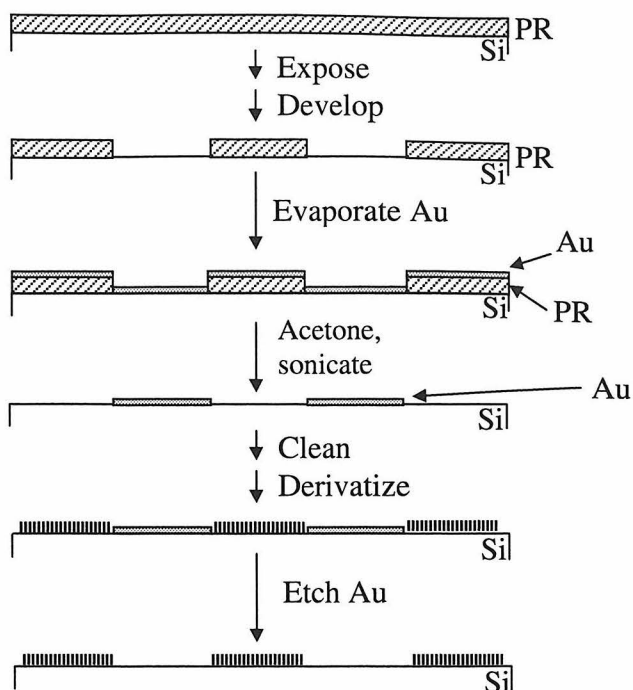 PR
Si
Expose
Develop
Si
PR
Evaporate Au
Au
Si
PR
Acetone,
sonicate
Au
Si
Clean
Derivatize
Si
Etch Au
Si